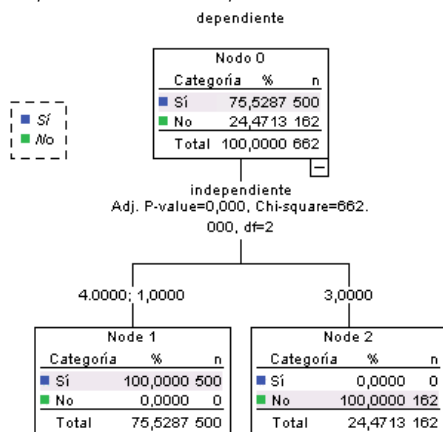 dependiente
Nodo 0
Categoría % n
Sí 75,5287 500
No 24,4713 162
Total 100,0000 662
Sí
No
independiente
Adj. P-value=0,000, Chi-square=662.
000, df=2
4.0000; 1,0000
3,0000
Node 1
Categoría % n
Sí 100,0000 500
No 0,0000 0
Total 75,5287 500
Node 2
Categoría % n
Sí 0,0000 0
No 100,0000 162
Total 24,4713 162